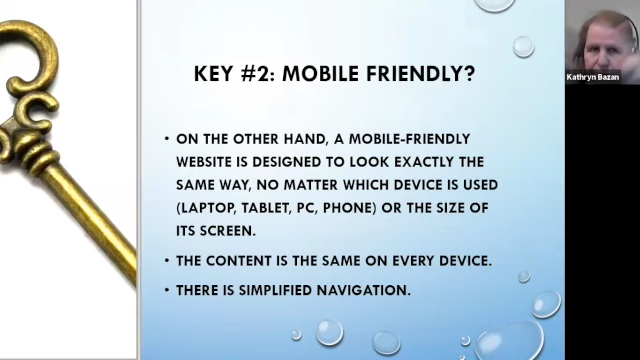 KEY #2: MOBILE FRIENDLY?
• ON THE OTHER HAND, A MOBILE-FRIENDLY
WEBSITE IS DESIGNED TO LOOK EXACTLY THE
SAME WAY, NO MATTER WHICH DEVICE IS USED
(LAPTOP, TABLET, PC, PHONE) OR THE SIZE OF
ITS SCREEN.
• THE CONTENT IS THE SAME ON EVERY DEVICE.
• THERE IS SIMPLIFIED NAVIGATION.
Kathryn Bazan